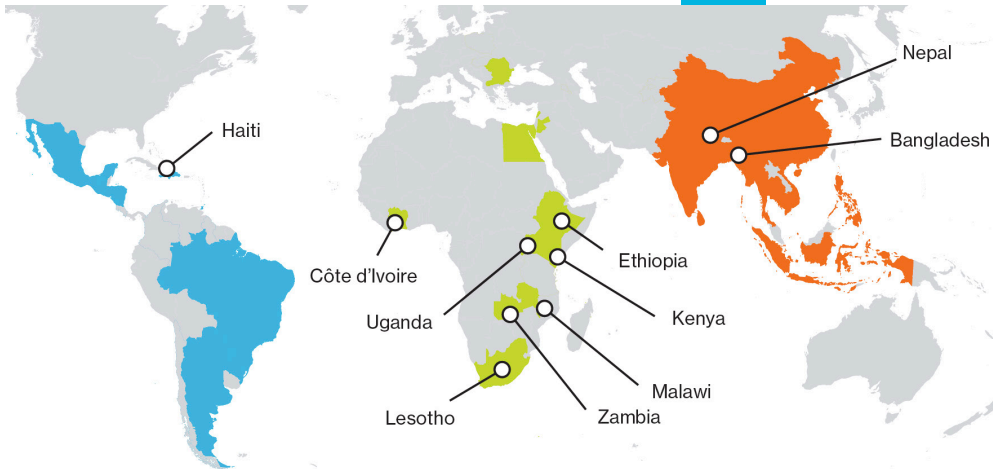 Nepal
Haiti
Bangladesh
Côte d’Ivoire
Ethiopia
Uganda
Kenya
Malawi
Lesotho
Zambia